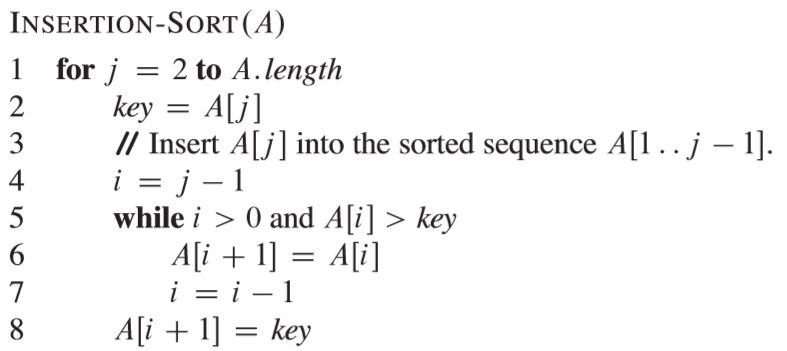 INSERTION-SORT(A)
1 for j = 2 to A.length
2 key = A[j]
3 // Insert A[j] into the sorted sequence A[1 . . j − 1].
4 i = j − 1
5 while i > 0 and A[i] > key
6 A[i + 1] = A[i]
7 i = i − 1
8 A[i + 1] = key